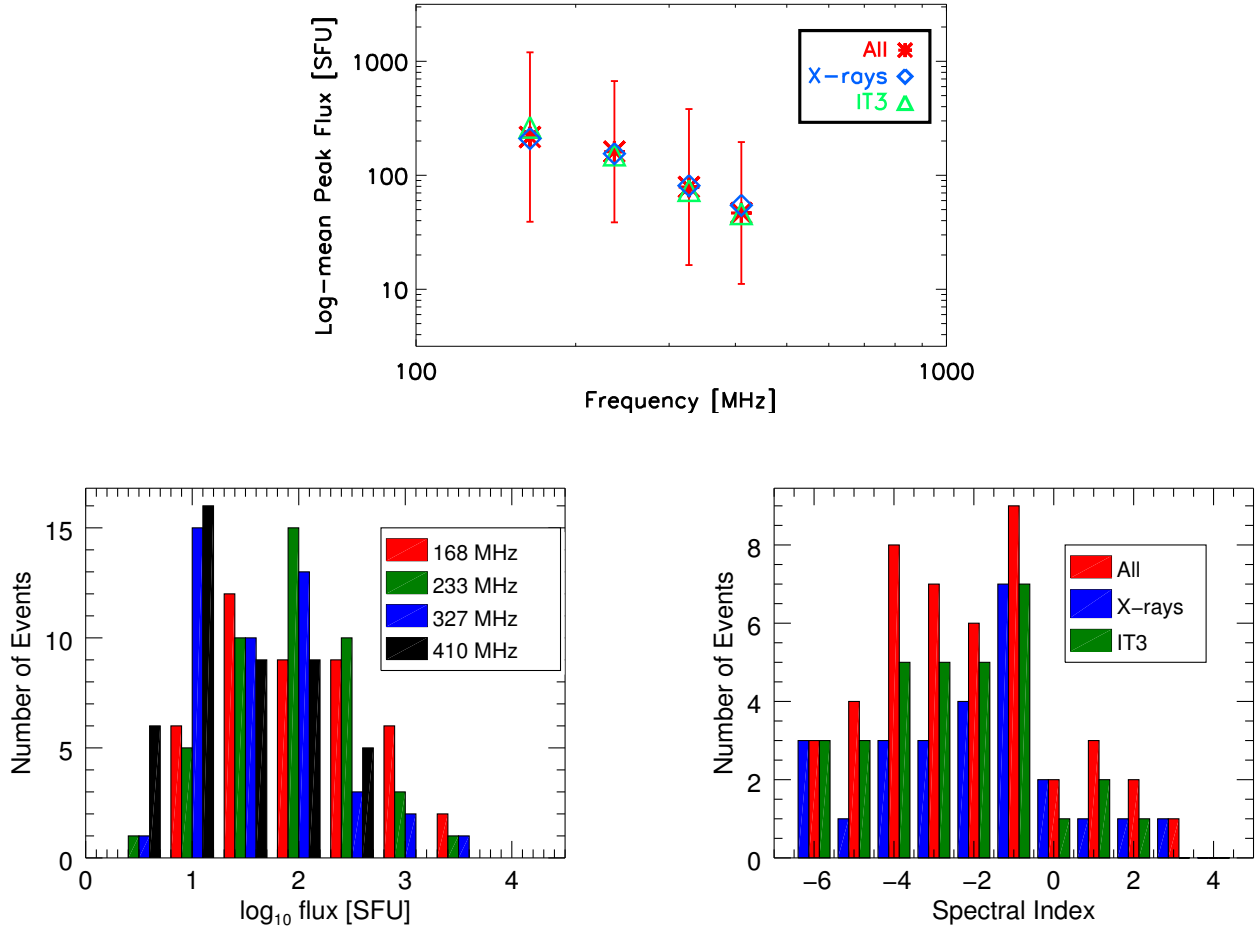 Log-mean Peak Flux [SFU]
1000
100
10
All
X-rays
IT3
100
1000
Frequency [MHz]
Number of Events
15
10
5
0
168 MHz
233 MHz
327 MHz
410 MHz
0 1 2 3 4
log₁₀ flux [SFU]
Number of Events
8
6
4
2
0
All
X-rays
IT3
-6 -4 -2 0 2 4
Spectral Index